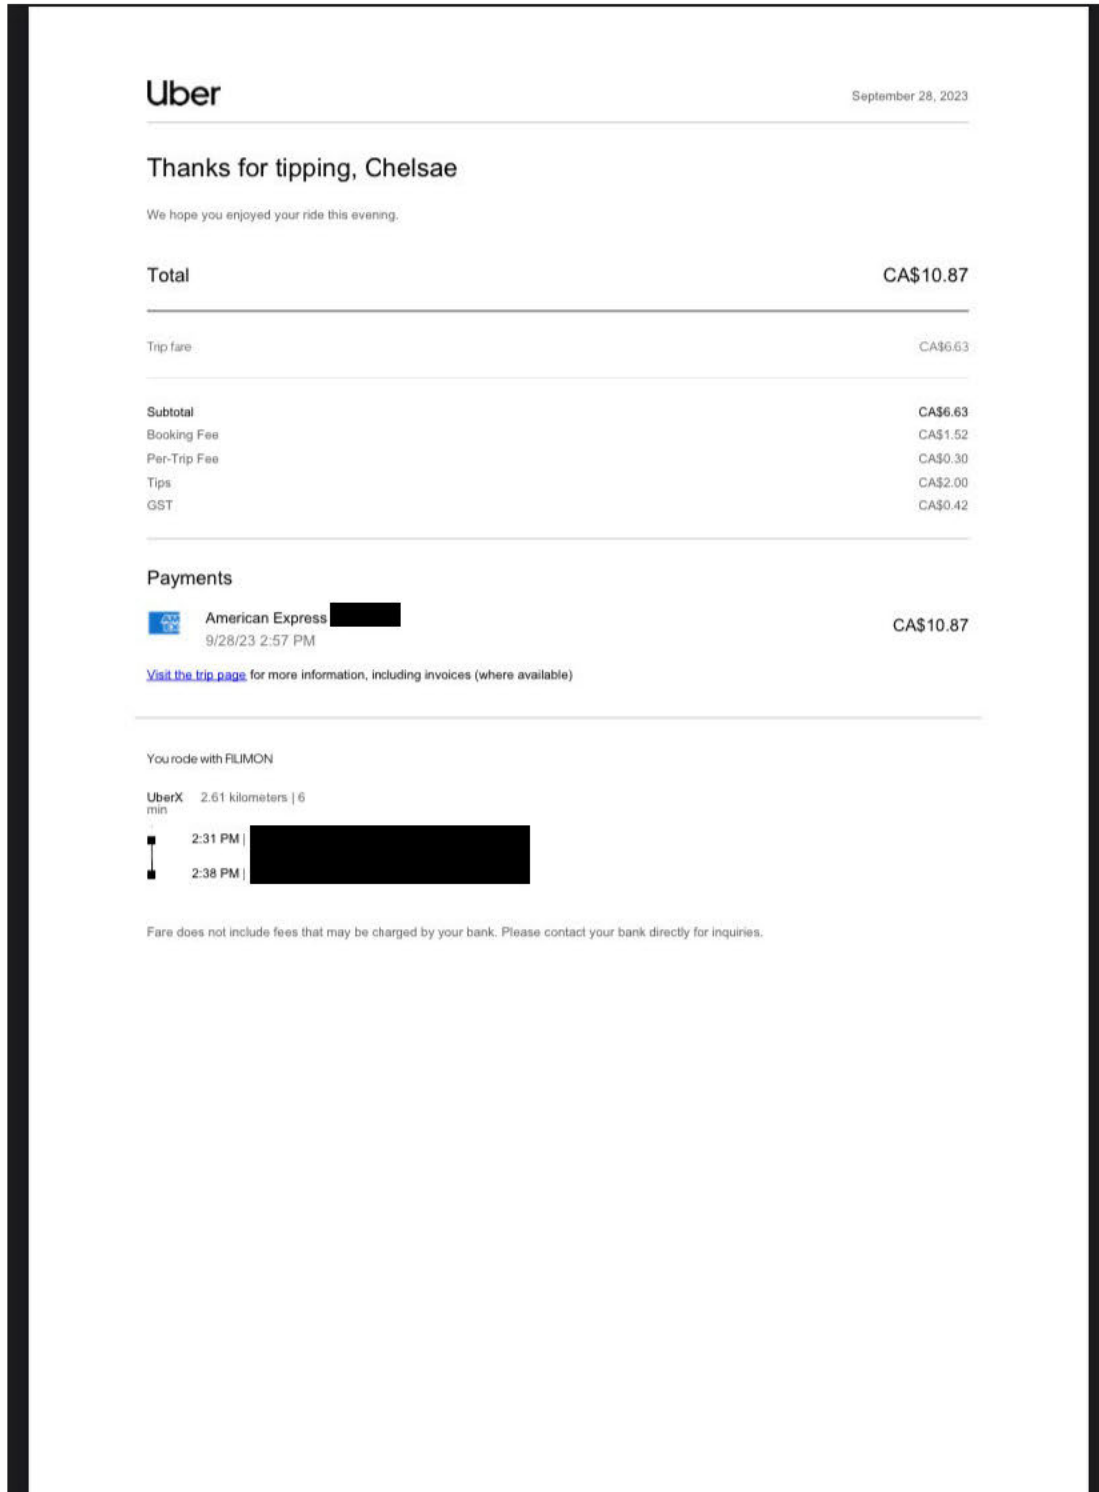 Uber
September 28, 2023
Thanks for tipping, Chelsae
We hope you enjoyed your ride this evening.
Total CA$10.87
Trip fare CA$6.63
Subtotal CA$6.63
Booking Fee CA$1.52
Per-Trip Fee CA$0.30
Tips CA$2.00
GST CA$0.42
Payments
AM
EX
American Express
CA$10.87
9/28/23 2:57 PM
Visit the trip page for more information, including invoices (where available)
You rode with FILIMON
UberX 2.61 kilometers | 6
min
2:31 PM |
2:38 PM |
Fare does not include fees that may be charged by your bank. Please contact your bank directly for inquiries.